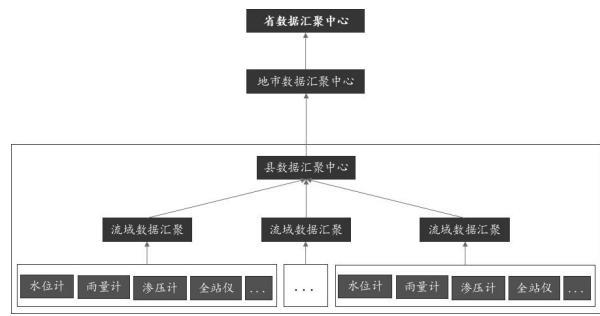 省数据汇聚中心
地市数据汇聚中心
县数据汇聚中心
流域数据汇聚 流域数据汇聚 流域数据汇聚
水位计 雨量计 渗压计 全站仪 ... ... 水位计 雨量计 渗压计 全站仪 ...